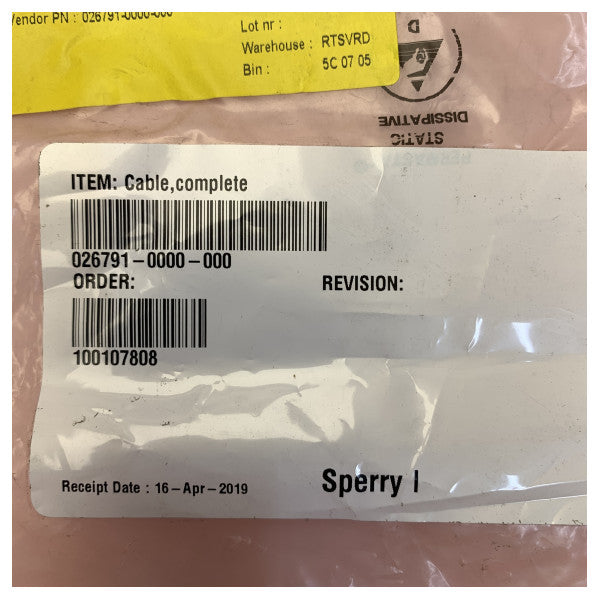 Vendor PN : 026791-0000-000
Lot nr :
Warehouse : RTSVRD
Bin : 5C 07 05
D
DISSIPATIVE
STATIC
ITEM: Cable,complete
026791-0000-000
ORDER:
REVISION:
100107808
Receipt Date : 16-Apr-2019
Sperry